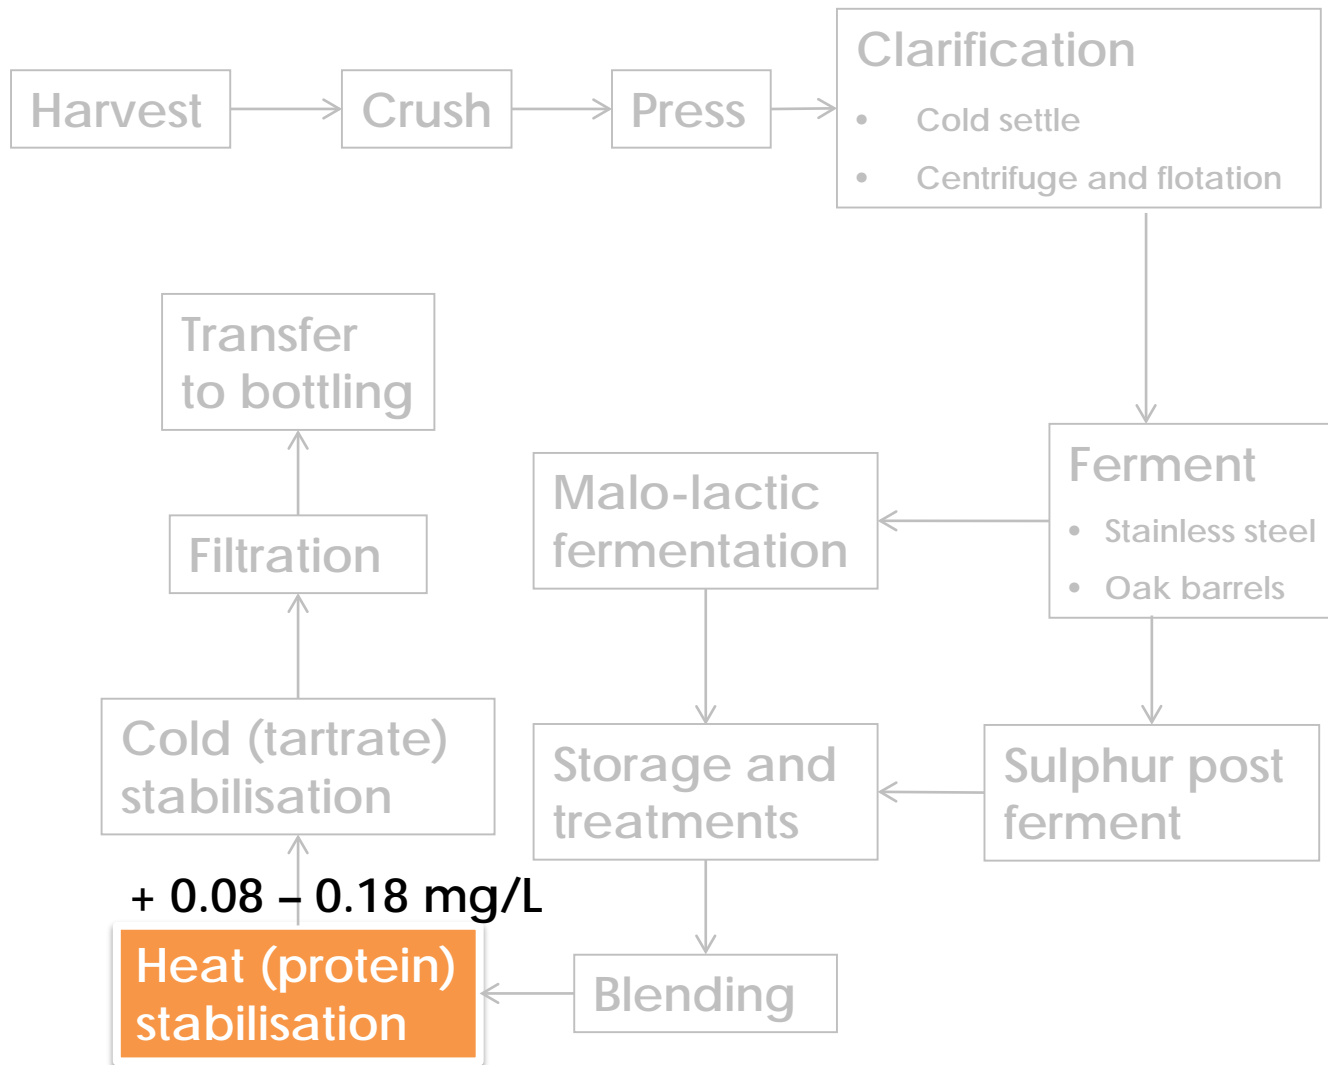 Harvest
Crush
Press
Clarification
• Cold settle
• Centrifuge and flotation
Ferment
• Stainless steel
• Oak barrels
Malo-lactic
fermentation
Sulphur post
ferment
Storage and
treatments
Blending
Heat (protein)
stabilisation
+ 0.08 – 0.18 mg/L
Cold (tartrate)
stabilisation
Filtration
Transfer
to bottling